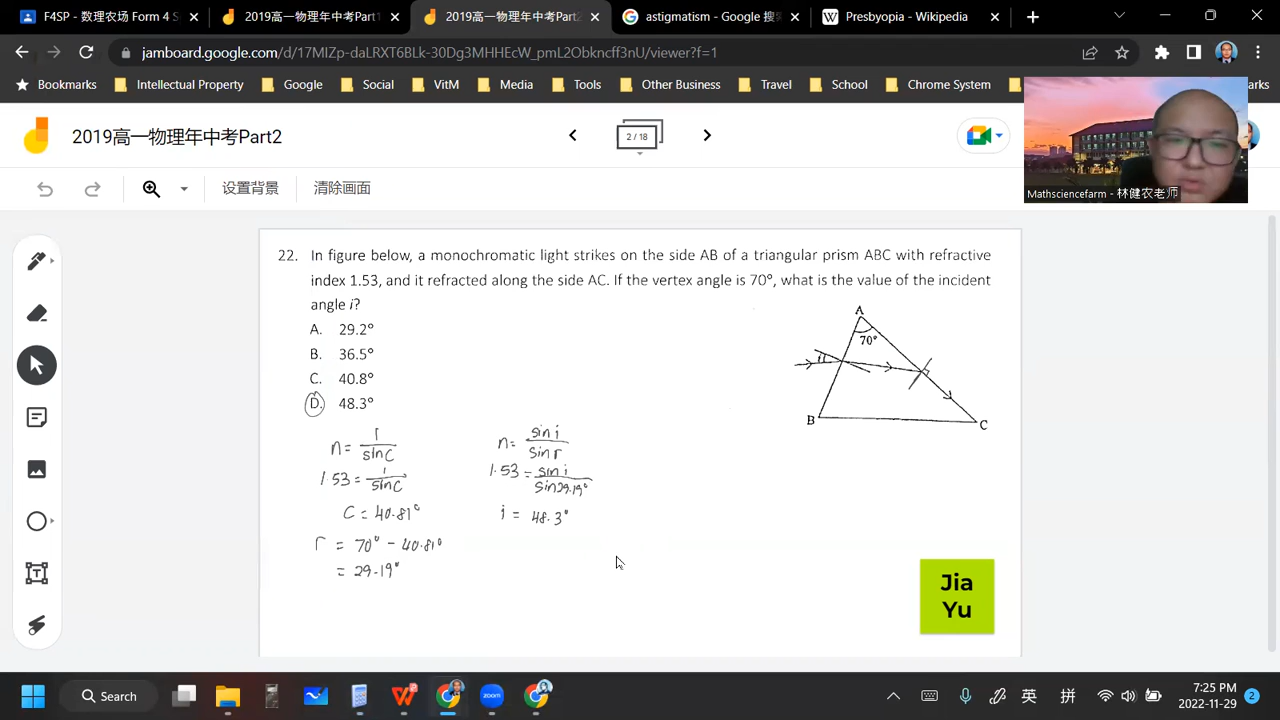 F4SP - 数理农场 Form 4 S
2019高一物理年中考Part1
2019高一物理年中考Part2
astigmatism - Google 搜索
Presbyopia - Wikipedia
jamboard.google.com/d/17MIZp-daLRXT6BLk-30Dg3MHHEcW_pmL2Obkncff3nU/viewer?f=1
Bookmarks
Intellectual Property
Google
Social
VitM
Media
Tools
Other Business
Travel
School
Chrome System
2019高一物理年中考Part2
2 / 18
设置背景
清除画面
Mathsciencefarm - 林健农老师
22. In figure below, a monochromatic light strikes on the side AB of a triangular prism ABC with refractive
index 1.53, and it refracted along the side AC. If the vertex angle is 70°, what is the value of the incident
angle i?
A. 29.2°
B. 36.5°
C. 40.8°
D. 48.3°
A
70°
i
B
C
n = 1 / sin C
1.53 = 1 / sin C
C = 40.81°
r = 70° - 40.81°
= 29.19°
n = sin i / sin r
1.53 = sin i / sin 29.19°
i = 48.3°
Jia
Yu
Search
英
拼
7:25 PM
2022-11-29
2